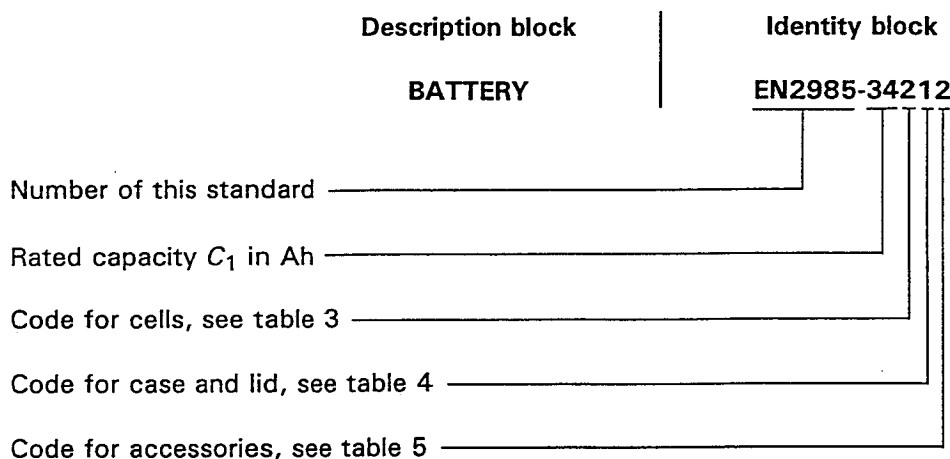 Description block Identity block
BATTERY EN2985-34212
Number of this standard
Rated capacity C1 in Ah
Code for cells, see table 3
Code for case and lid, see table 4
Code for accessories, see table 5